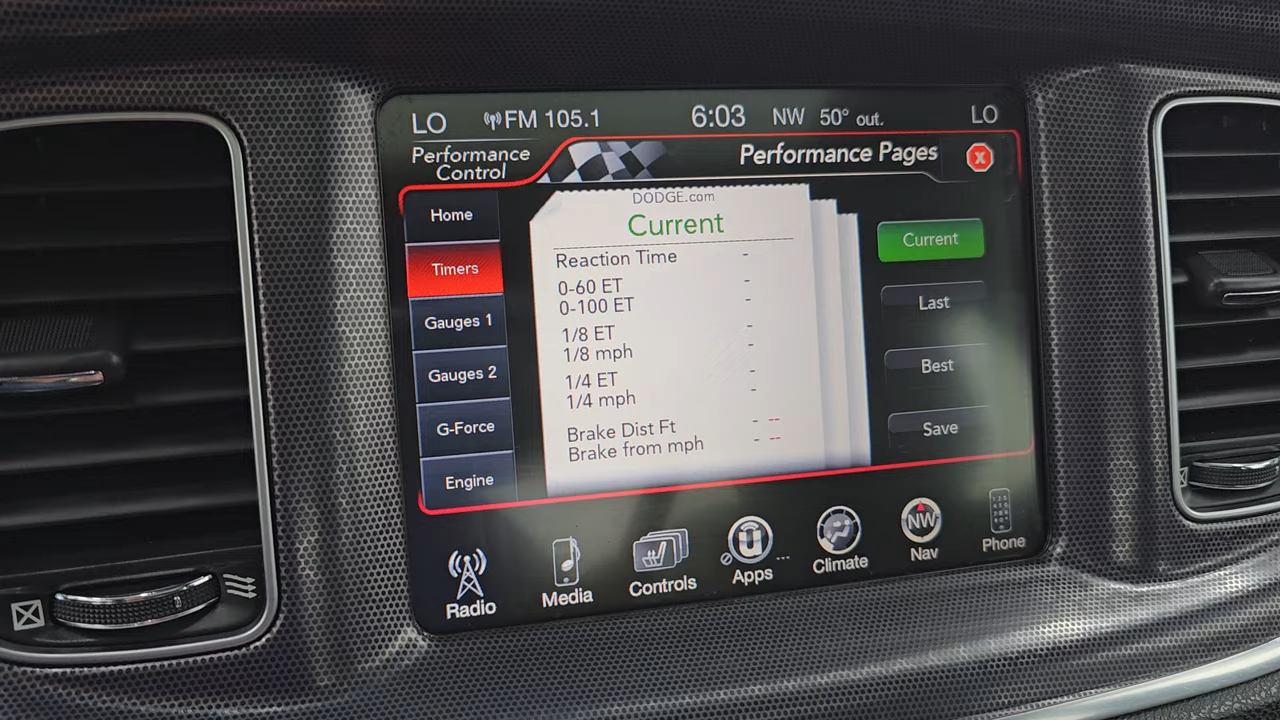 LO FM 105.1 6:03 NW 50° out. LO
Performance
Control
Performance Pages
X
Home
Timers
Gauges 1
Gauges 2
G-Force
Engine
DODGE.com
Current
Reaction Time -
0-60 ET -
0-100 ET -
1/8 ET -
1/8 mph -
1/4 ET -
1/4 mph -
Brake Dist Ft - --
Brake from mph - --
Current
Last
Best
Save
Radio
Media
Controls
Apps ...
Climate
NW
Nav
Phone